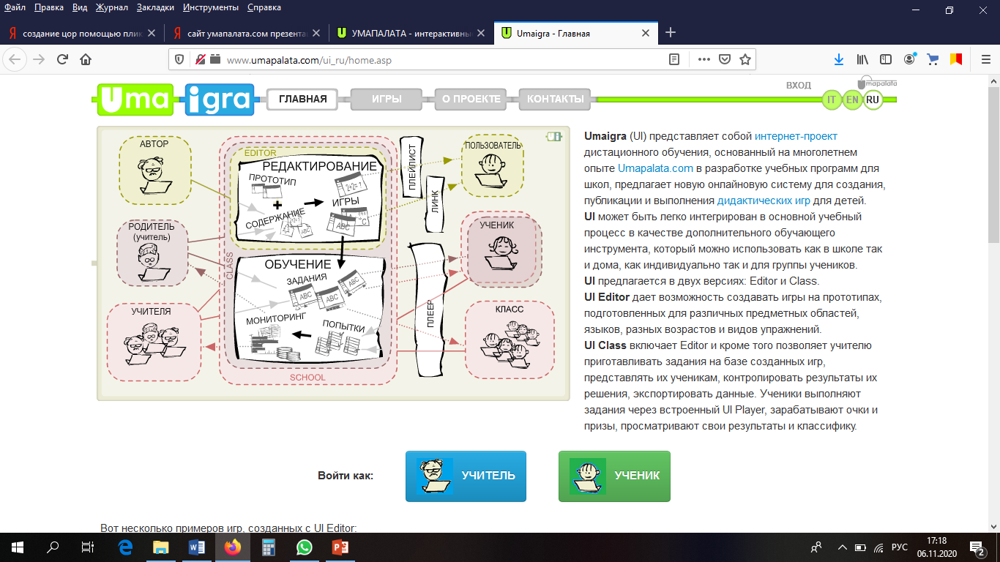 Файл Правка Вид Журнал Закладки Инструменты Справка
создание цор помощью пли
сайт умапалата.com презента
УМАПАЛАТА - интерактивны
Umaigra - Главная
www.umapalata.com/ui_ru/home.asp
Uma igra
ГЛАВНАЯ ИГРЫ О ПРОЕКТЕ КОНТАКТЫ
ВХОД
umapalata
IT EN RU
АВТОР
РОДИТЕЛЬ
(учитель)
УЧИТЕЛЯ
EDITOR
РЕДАКТИРОВАНИЕ
ПРОТОТИП
2+2=?
ИГРЫ
СОДЕРЖАНИЕ
ABC
ABC
CLASS
ОБУЧЕНИЕ
ЗАДАНИЯ
ABC
ABC
ABC
МОНИТОРИНГ
ПОПЫТКИ
SCHOOL
ПЛЕЙЛИСТ
ЛИНК
ПЛЕЕР
Ui
ПОЛЬЗОВАТЕЛЬ
УЧЕНИК
КЛАСС
Umaigra (UI) представляет собой интернет-проект
дистационного обучения, основанный на многолетнем
опыте Umapalata.com в разработке учебных программ для
школ, предлагает новую онлайновую систему для создания,
публикации и выполнения дидактических игр для детей.
UI может быть легко интегрирован в основной учебный
процесс в качестве дополнительного обучающего
инструмента, который можно использовать как в школе так
и дома, как индивидуально так и для группы учеников.
UI предлагается в двух версиях: Editor и Class.
UI Editor дает возможность создавать игры на прототипах,
подготовленных для различных предметных областей,
языков, разных возрастов и видов упражнений.
UI Class включает Editor и кроме того позволяет учителю
приготавливать задания на базе созданных игр,
представлять их ученикам, контролировать результаты их
решения, экспортировать данные. Ученики выполняют
задания через встроенный UI Player, зарабатывают очки и
призы, просматривают свои результаты и классифику.
Войти как:
УЧИТЕЛЬ
УЧЕНИК
Вот несколько примеров игр, созданных с UI Editor:
РУС
17:18
06.11.2020
2